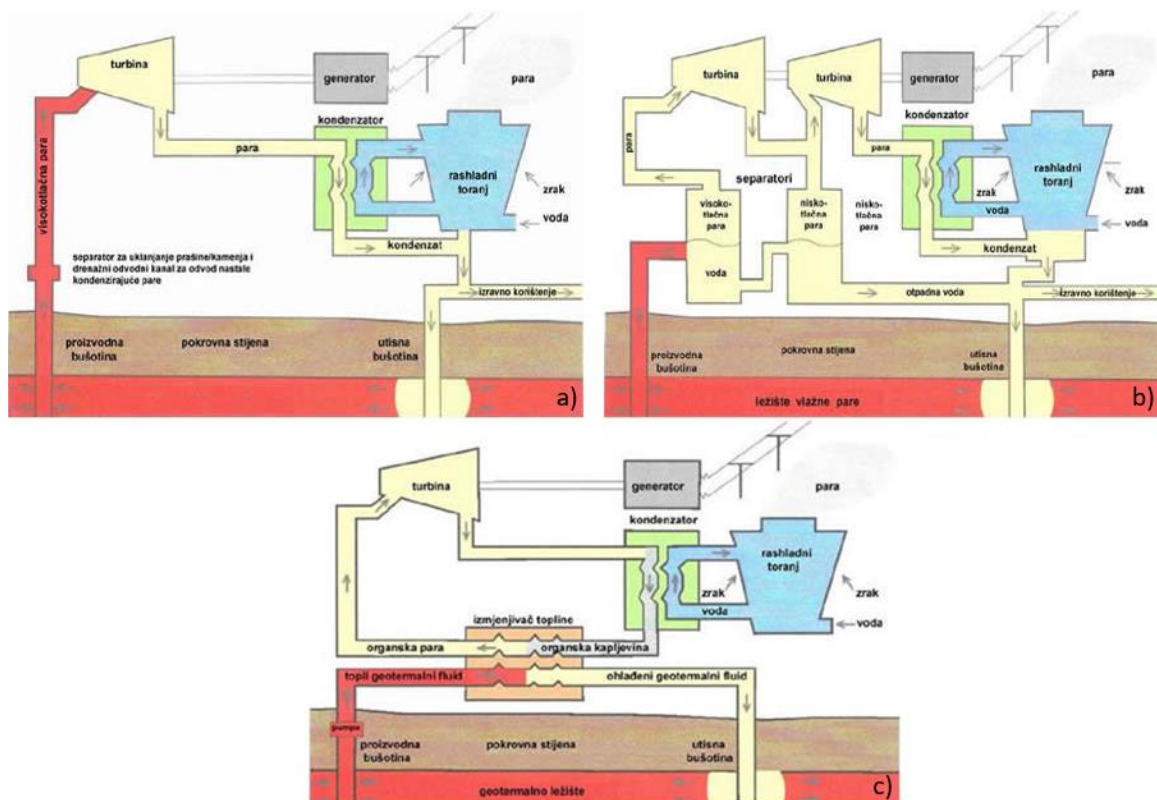 turbina
generator
para
kondenzator
para
rashladni
toranj
zrak
voda
visokotlačna para
kondenzat
separator za uklanjanje prašine/kamenja i
drenažni odvodni kanal za odvod nastale
kondenzirajuće pare
izravno korištenje
proizvodna
bušotina
pokrovna stijena
utisna
bušotina
a)
turbina
turbina
generator
para
kondenzator
para
para
separatori
rashladni
toranj
zrak
zrak
voda
voda
visoko-
tlačna
para
nisko-
tlačna
para
nisko-
tlačna
para
kondenzat
voda
otpadna voda
izravno korištenje
proizvodna
bušotina
pokrovna stijena
utisna
bušotina
ležište vlažne pare
b)
turbina
generator
para
kondenzator
rashladni
toranj
zrak
zrak
voda
voda
izmjenjivač topline
organska para
organska kapljevina
topli geotermalni fluid
ohlađeni geotermalni fluid
pumpa
proizvodna
bušotina
pokrovna stijena
utisna
bušotina
geotermalno ležište
c)